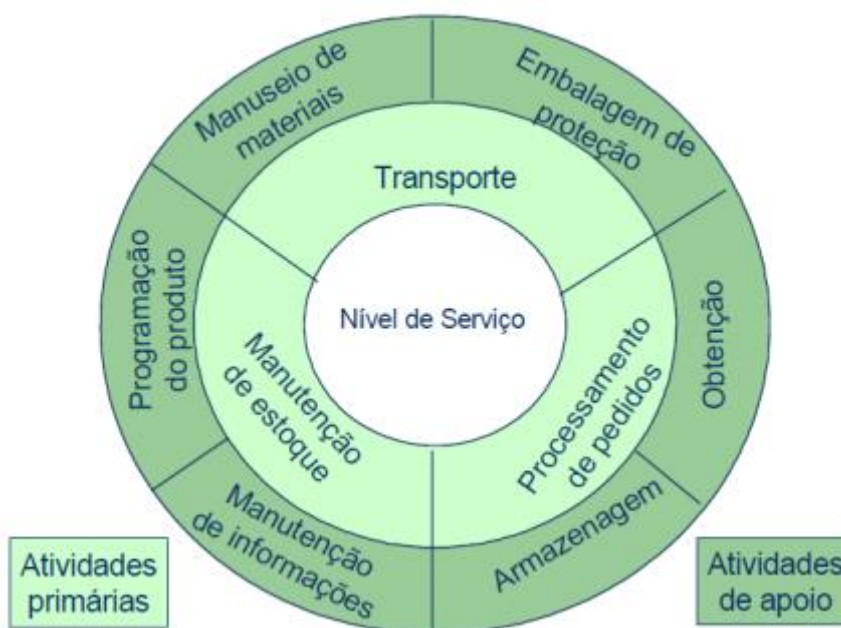 Manuseio de
materiais
Embalagem de
proteção
Transporte
Programação
do produto
Nível de Serviço
Obtenção
Manutenção
de estoque
Processamento
de pedidos
Manutenção
de informações
Armazenagem
Atividades
primárias
Atividades
de apoio